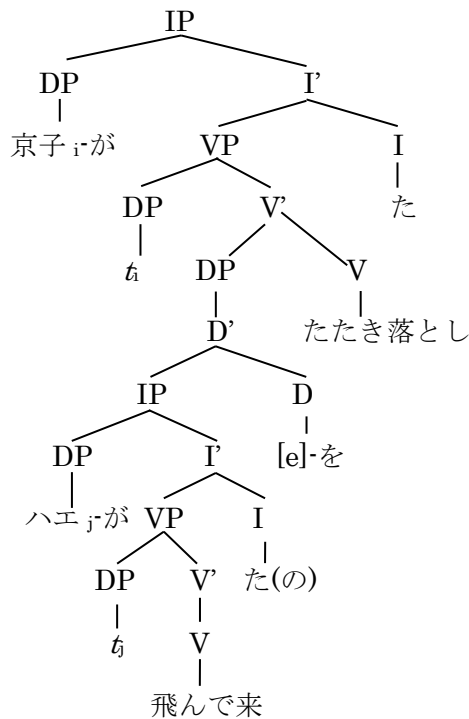 IP
DP I’
京子i-が VP I
DP V’ た
ti DP V
D’ たたき落とし
IP D
DP I’ [e]-を
ハエj-が VP I
DP V’ た(の)
tj V
飛んで来